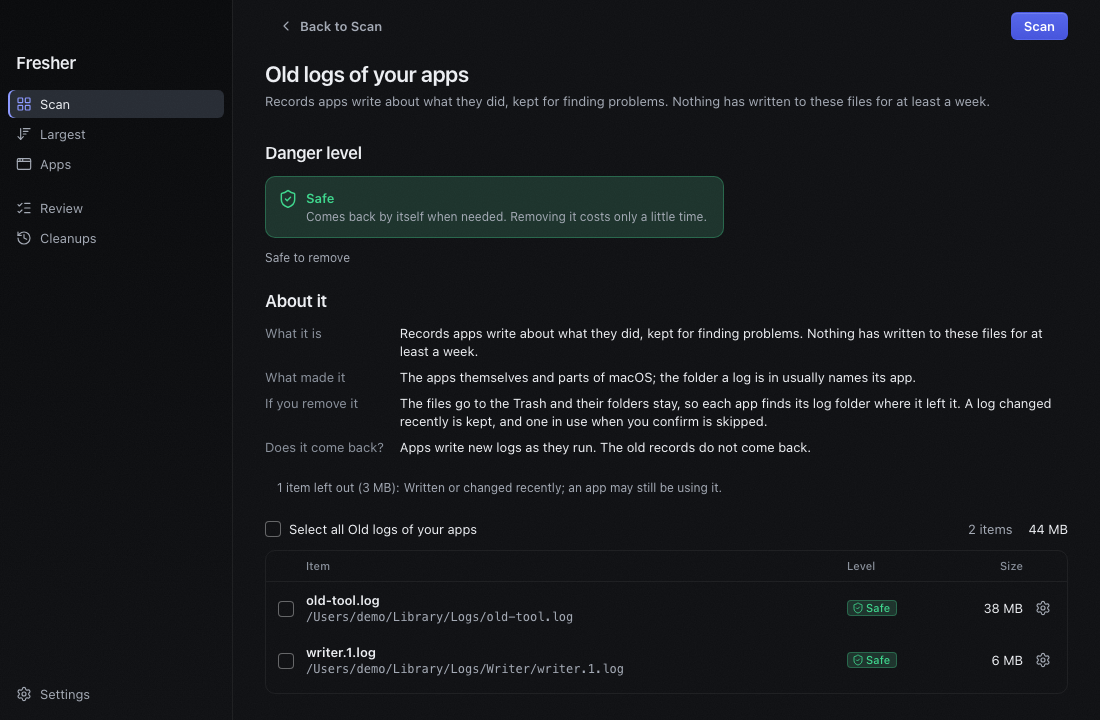 Back to Scan
Scan
Fresher
Scan
Largest
Apps
Review
Cleanups
Settings
Old logs of your apps
Records apps write about what they did, kept for finding problems. Nothing has written to these files for at least a week.
Danger level
Safe
Comes back by itself when needed. Removing it costs only a little time.
Safe to remove
About it
What it is
Records apps write about what they did, kept for finding problems. Nothing has written to these files for at
least a week.
What made it
The apps themselves and parts of macOS; the folder a log is in usually names its app.
If you remove it
The files go to the Trash and their folders stay, so each app finds its log folder where it left it. A log changed
recently is kept, and one in use when you confirm is skipped.
Does it come back?
Apps write new logs as they run. The old records do not come back.
1 item left out (3 MB): Written or changed recently; an app may still be using it.
Select all Old logs of your apps
2 items 44 MB
Item Level Size
old-tool.log
/Users/demo/Library/Logs/old-tool.log
Safe
38 MB
writer.1.log
/Users/demo/Library/Logs/Writer/writer.1.log
Safe
6 MB